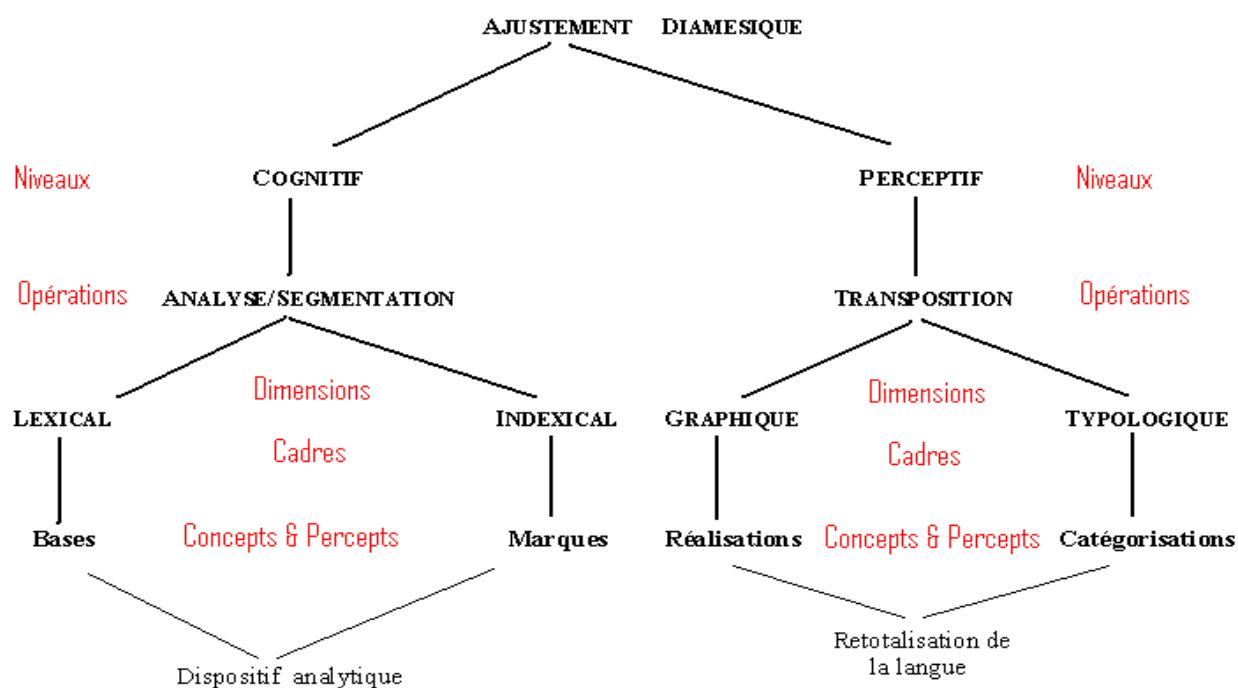 AJUSTEMENT DIAMESIQUE
Niveaux COGNITIF PERCEPTIF Niveaux
Opérations ANALYSE/SEGMENTATION TRANSPOSITION Opérations
Dimensions Dimensions
LEXICAL INDEXICAL GRAPHIQUE TYPOLOGIQUE
Cadres Cadres
Bases Concepts & Percepts Marques Réalisations Concepts & Percepts Catégorisations
Retotalisation de
la langue
Dispositif analytique